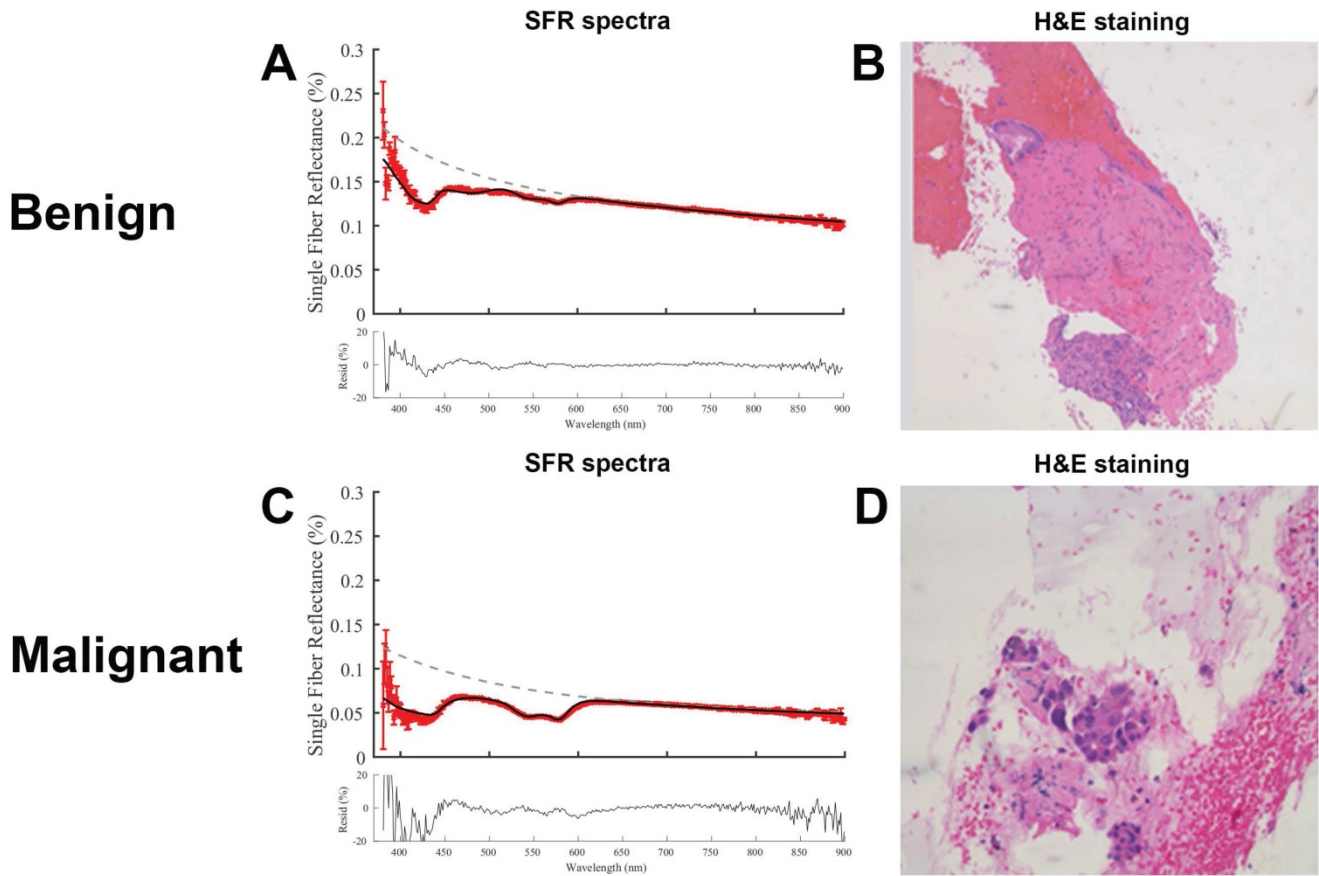 SFR spectra
H&E staining
A
B
Benign
Single Fiber Reflectance (%)
0.3
0.25
0.2
0.15
0.1
0.05
0
Resid (%)
20
0
-20
400 450 500 550 600 650 700 750 800 850 900
Wavelength (nm)
SFR spectra
H&E staining
C
D
Malignant
Single Fiber Reflectance (%)
0.3
0.25
0.2
0.15
0.1
0.05
0
Resid (%)
20
0
-20
400 450 500 550 600 650 700 750 800 850 900
Wavelength (nm)